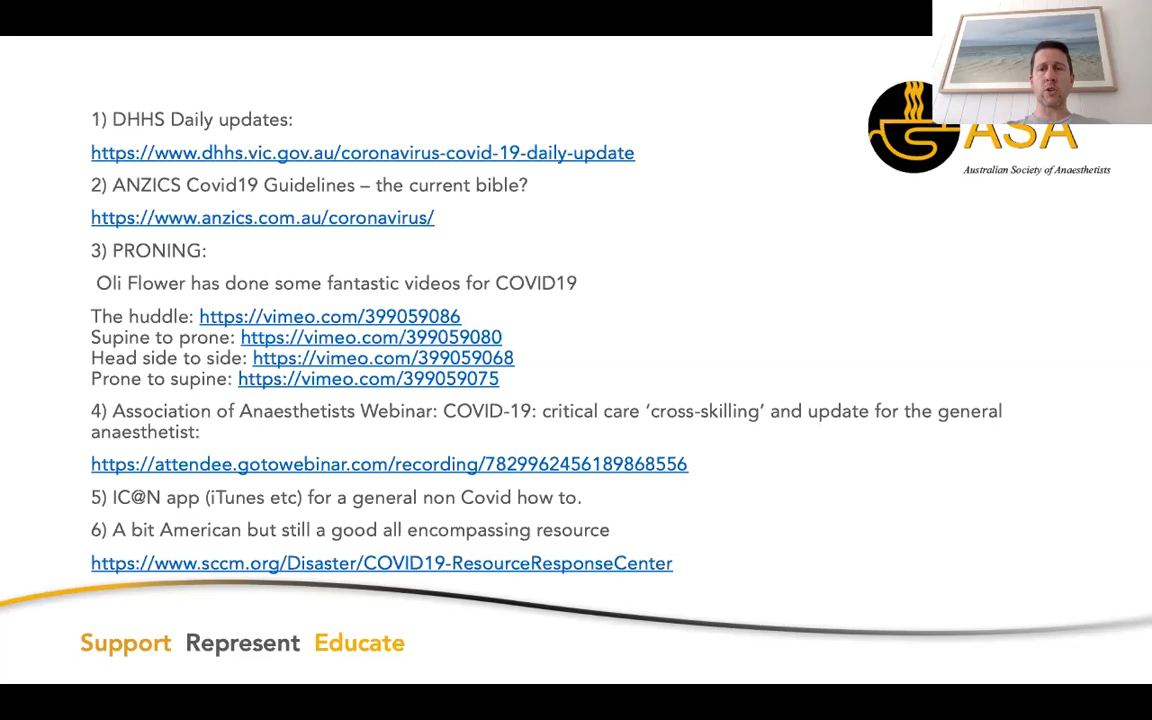 1) DHHS Daily updates:
https://www.dhhs.vic.gov.au/coronavirus-covid-19-daily-update
2) ANZICS Covid19 Guidelines – the current bible?
https://www.anzics.com.au/coronavirus/
3) PRONING:
Oli Flower has done some fantastic videos for COVID19
The huddle: https://vimeo.com/399059086
Supine to prone: https://vimeo.com/399059080
Head side to side: https://vimeo.com/399059068
Prone to supine: https://vimeo.com/399059075
4) Association of Anaesthetists Webinar: COVID-19: critical care ‘cross-skilling’ and update for the general
anaesthetist:
https://attendee.gotowebinar.com/recording/7829962456189868556
5) IC@N app (iTunes etc) for a general non Covid how to.
6) A bit American but still a good all encompassing resource
https://www.sccm.org/Disaster/COVID19-ResourceResponseCenter
ASA
Australian Society of Anaesthetists
Support Represent Educate